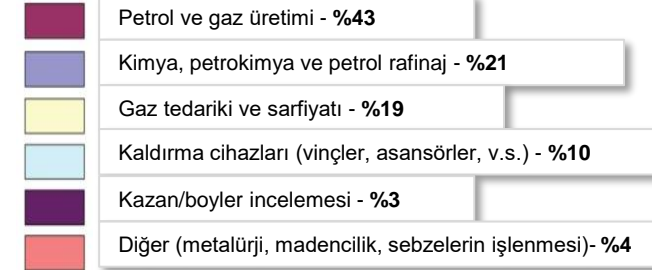 Petrol ve gaz üretimi - %43
Kimya, petrokimya ve petrol rafinaj - %21
Gaz tedariki ve sarfiyatı - %19
Kaldırma cihazları (vinçler, asansörler, v.s.) - %10
Kazan/boyler incelemesi - %3
Diğer (metalürji, madencilik, sebzelerin işlenmesi)- %4